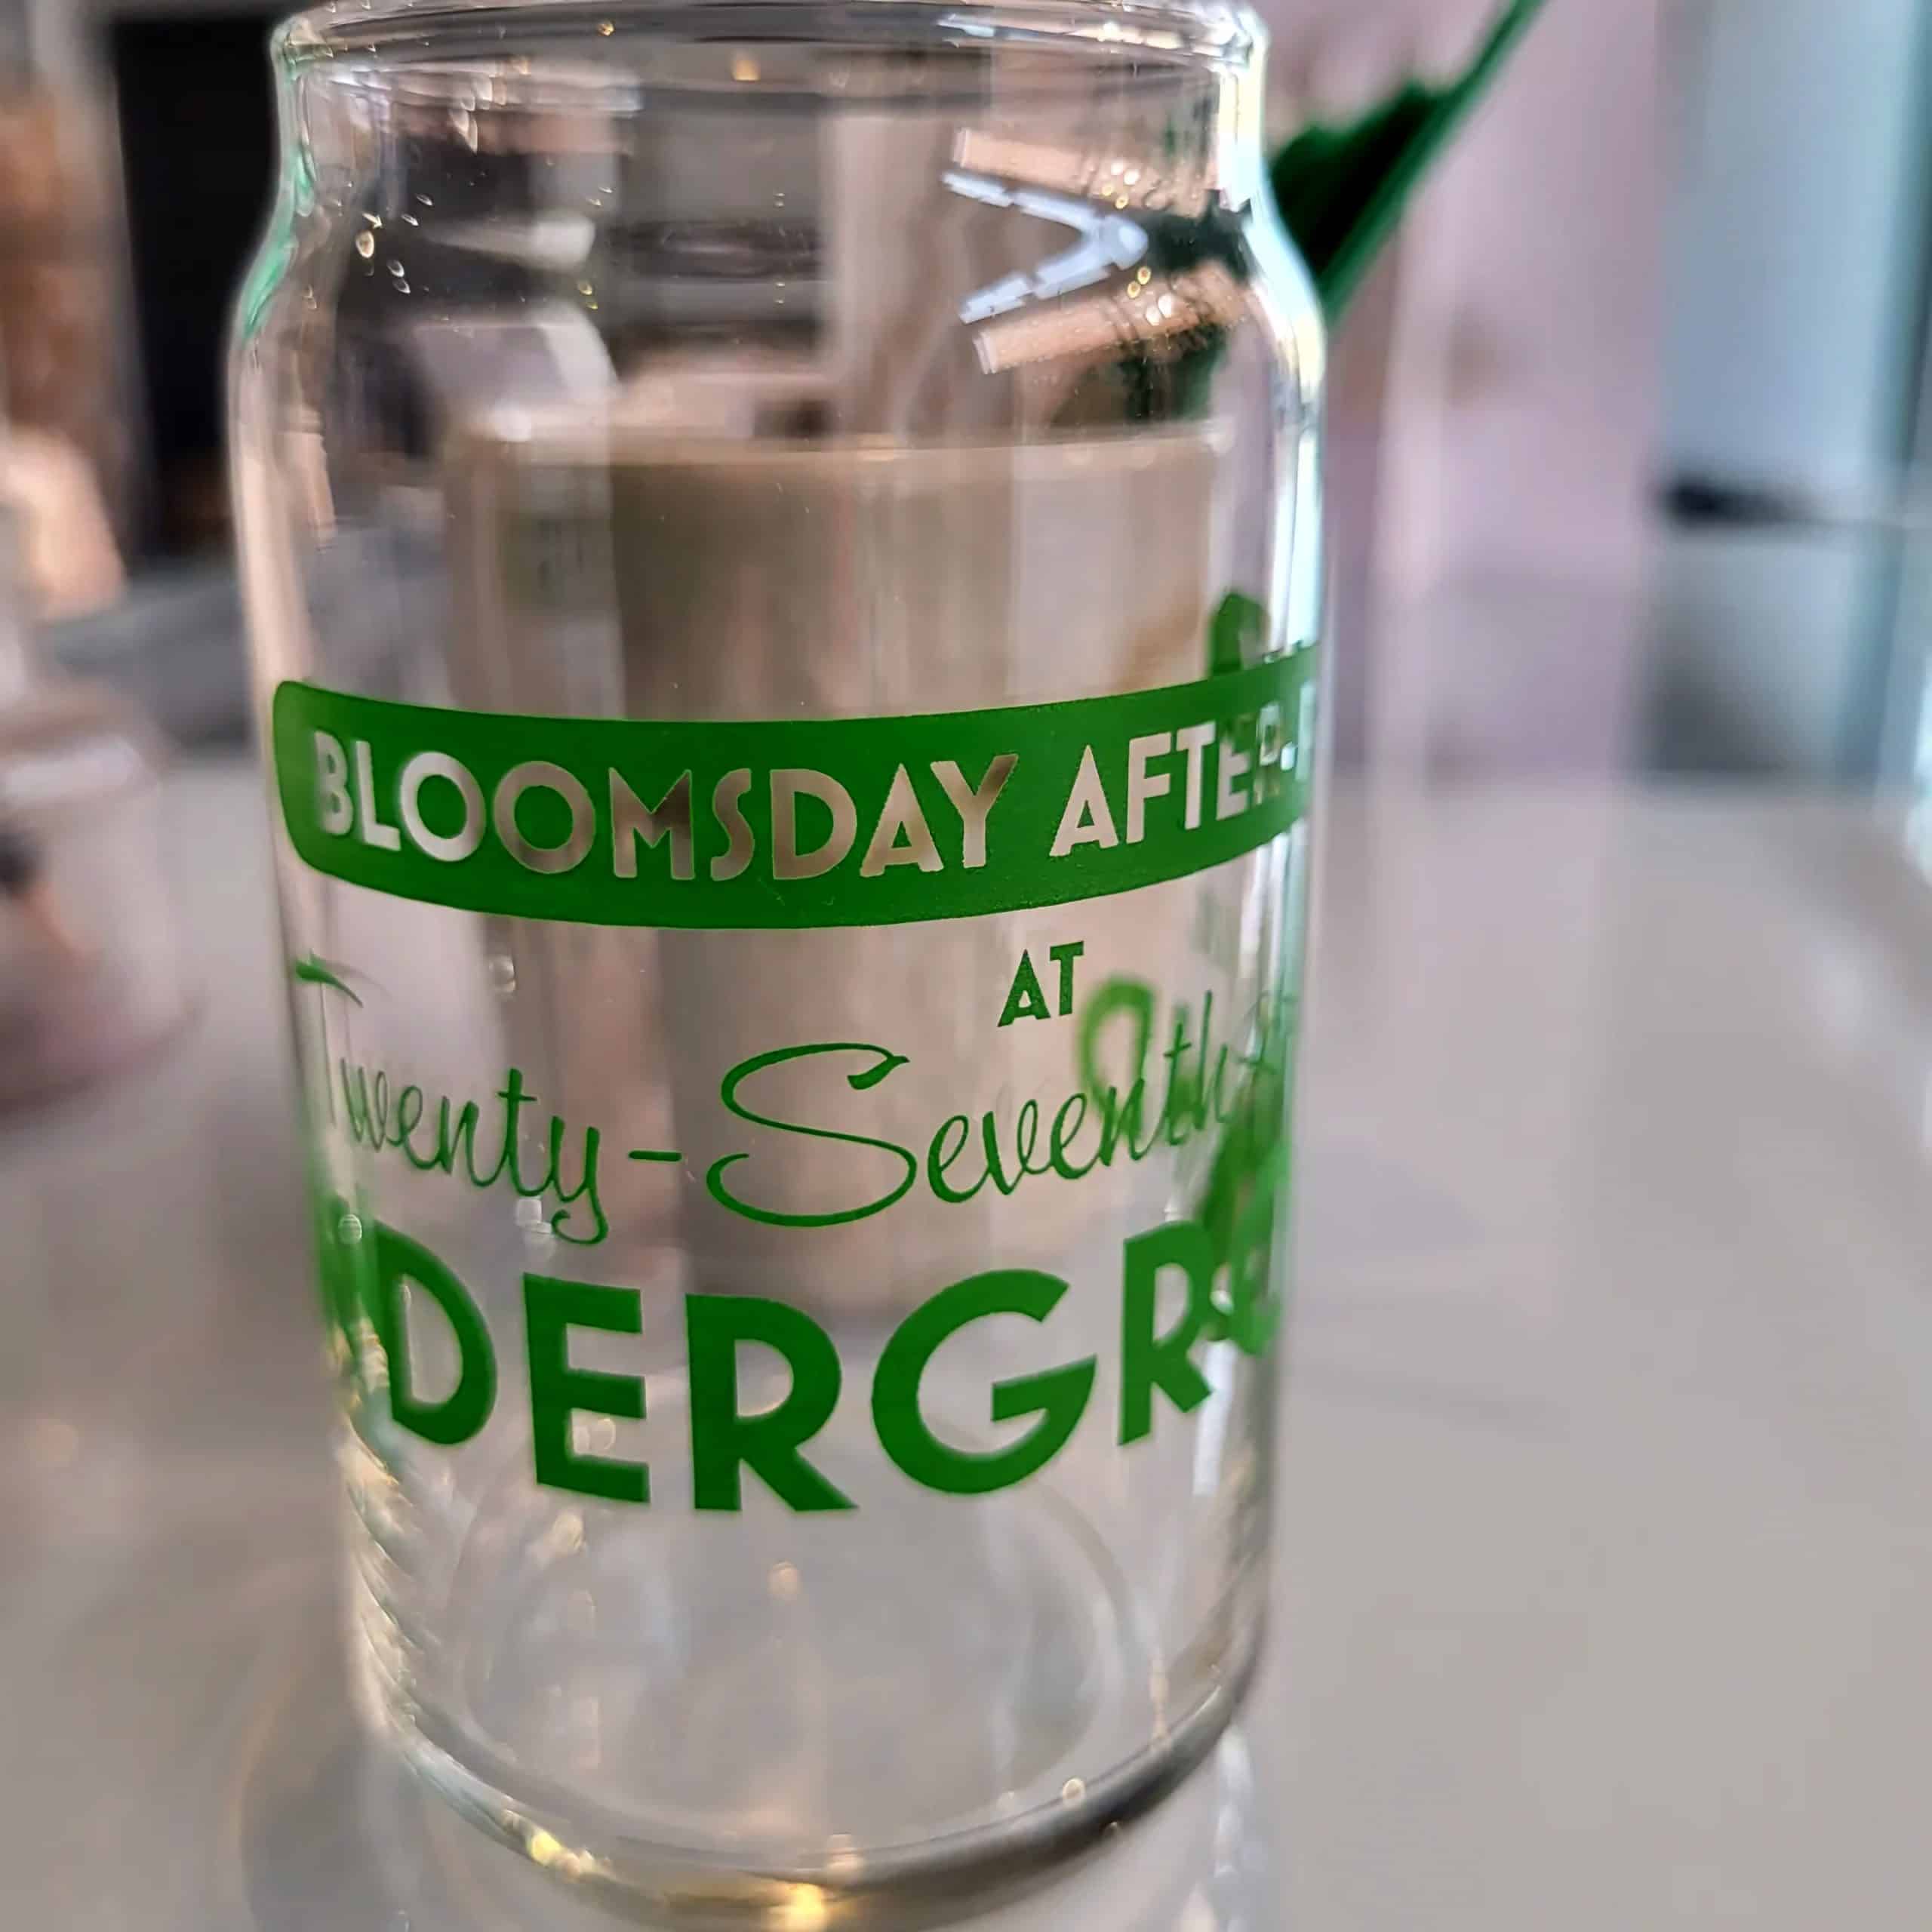 BLOOMSDAY AFTER-
AT
Twenty-Seventh
DERGR